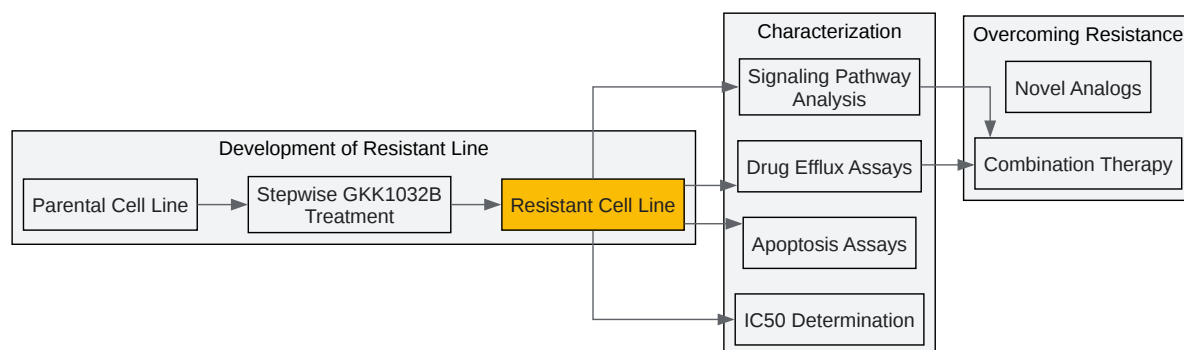 Development of Resistant Line
Parental Cell Line
Stepwise GKK1032B
Treatment
Resistant Cell Line
Characterization
Signaling Pathway
Analysis
Drug Efflux Assays
Apoptosis Assays
IC50 Determination
Overcoming Resistance
Novel Analogs
Combination Therapy